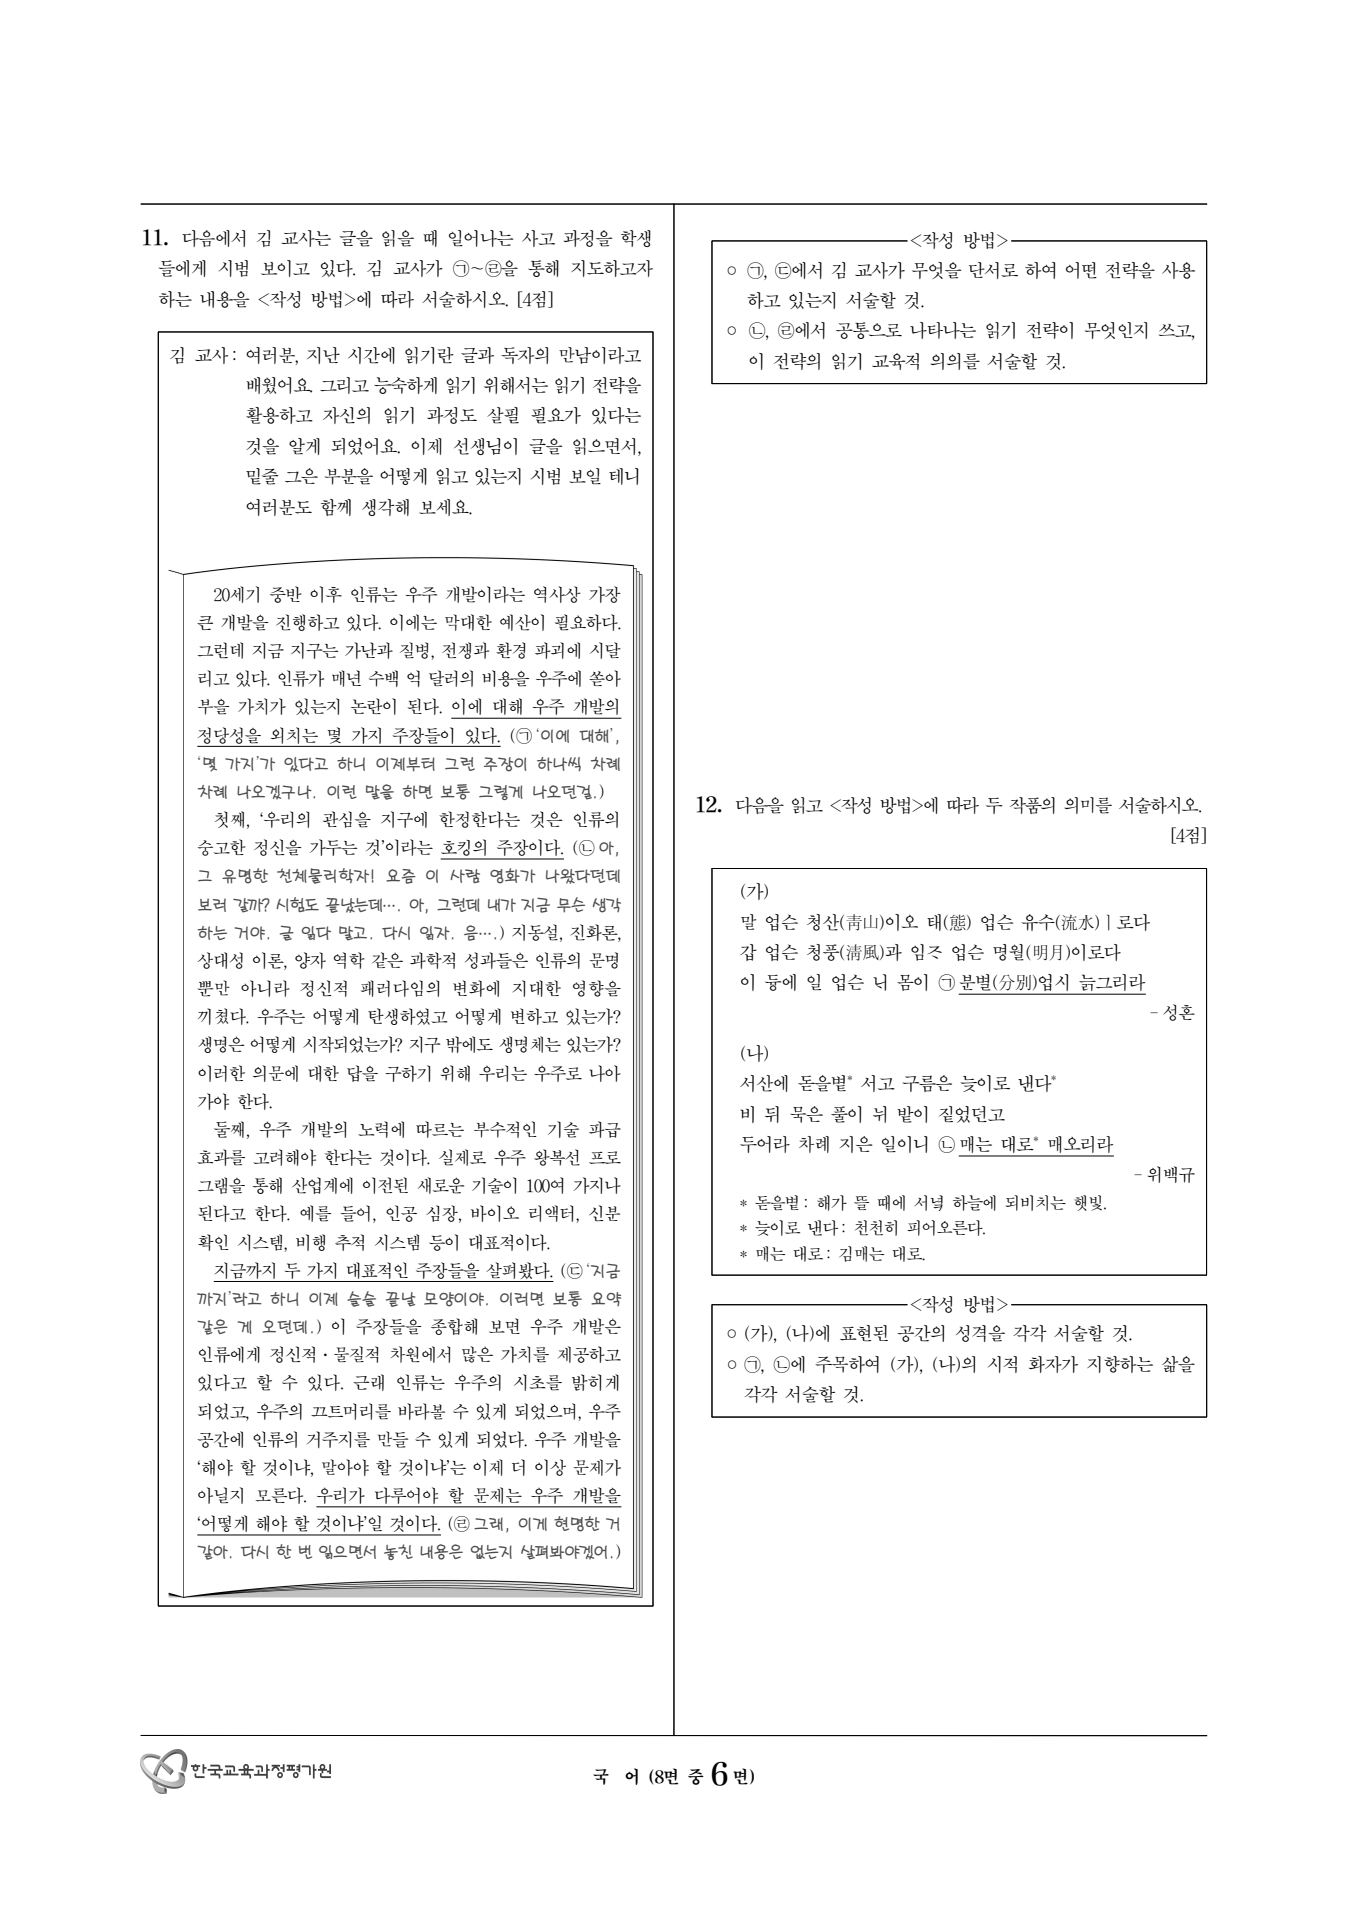 11. 다음에서 김 교사는 글을 읽을 때 일어나는 사고 과정을 학생
들에게 시범 보이고 있다. 김 교사가 ㉠~㉣을 통해 지도하고자
하는 내용을 <작성 방법>에 따라 서술하시오. [4점]
김 교사 : 여러분, 지난 시간에 읽기란 글과 독자의 만남이라고
배웠어요. 그리고 능숙하게 읽기 위해서는 읽기 전략을
활용하고 자신의 읽기 과정도 살필 필요가 있다는
것을 알게 되었어요. 이제 선생님이 글을 읽으면서,
밑줄 그은 부분을 어떻게 읽고 있는지 시범 보일 테니
여러분도 함께 생각해 보세요.
20세기 중반 이후 인류는 우주 개발이라는 역사상 가장
큰 개발을 진행하고 있다. 이에는 막대한 예산이 필요하다.
그런데 지금 지구는 가난과 질병, 전쟁과 환경 파괴에 시달
리고 있다. 인류가 매년 수백 억 달러의 비용을 우주에 쏟아
부을 가치가 있는지 논란이 된다. 이에 대해 우주 개발의
정당성을 외치는 몇 가지 주장들이 있다. (㉠ ‘이에 대해’,
‘몇 가지’가 있다고 하니 이제부터 그런 주장이 하나씩 차례
차례 나오겠구나. 이런 말을 하면 보통 그렇게 나오던걸.)
첫째, ‘우리의 관심을 지구에 한정한다는 것은 인류의
숭고한 정신을 가두는 것’이라는 호킹의 주장이다. (㉡ 아,
그 유명한 천체물리학자! 요즘 이 사람 영화가 나왔다던데
보러 갈까? 시험도 끝났는데…. 아, 그런데 내가 지금 무슨 생각
하는 거야. 글 읽다 말고. 다시 읽자. 음….) 지동설, 진화론,
상대성 이론, 양자 역학 같은 과학적 성과들은 인류의 문명
뿐만 아니라 정신적 패러다임의 변화에 지대한 영향을
끼쳤다. 우주는 어떻게 탄생하였고 어떻게 변하고 있는가?
생명은 어떻게 시작되었는가? 지구 밖에도 생명체는 있는가?
이러한 의문에 대한 답을 구하기 위해 우리는 우주로 나아
가야 한다.
둘째, 우주 개발의 노력에 따르는 부수적인 기술 파급
효과를 고려해야 한다는 것이다. 실제로 우주 왕복선 프로
그램을 통해 산업계에 이전된 새로운 기술이 100여 가지나
된다고 한다. 예를 들어, 인공 심장, 바이오 리액터, 신분
확인 시스템, 비행 추적 시스템 등이 대표적이다.
지금까지 두 가지 대표적인 주장들을 살펴봤다. (㉢ ‘지금
까지’라고 하니 이제 슬슬 끝날 모양이야. 이러면 보통 요약
같은 게 오던데.) 이 주장들을 종합해 보면 우주 개발은
인류에게 정신적·물질적 차원에서 많은 가치를 제공하고
있다고 할 수 있다. 근래 인류는 우주의 시초를 밝히게
되었고, 우주의 끄트머리를 바라볼 수 있게 되었으며, 우주
공간에 인류의 거주지를 만들 수 있게 되었다. 우주 개발을
‘해야 할 것이냐, 말아야 할 것이냐’는 이제 더 이상 문제가
아닐지 모른다. 우리가 다루어야 할 문제는 우주 개발을
‘어떻게 해야 할 것이냐’일 것이다. (㉣ 그래, 이게 현명한 거
같아. 다시 한 번 읽으면서 놓친 내용은 없는지 살펴봐야겠어.)
<작성 방법>
○ ㉠, ㉢에서 김 교사가 무엇을 단서로 하여 어떤 전략을 사용
하고 있는지 서술할 것.
○ ㉡, ㉣에서 공통으로 나타나는 읽기 전략이 무엇인지 쓰고,
이 전략의 읽기 교육적 의의를 서술할 것.
12. 다음을 읽고 <작성 방법>에 따라 두 작품의 의미를 서술하시오.
[4점]
(가)
말 업슨 청산(靑山)이오 태(態) 업슨 유수(流水)ㅣ로다
갑 업슨 청풍(淸風)과 임ᄌᆞ 업슨 명월(明月)이로다
이 듕에 일 업슨 ᄂᆡ 몸이 ㉠ 분별(分別)업시 늙그리라
- 성혼
(나)
서산에 돋을볕* 서고 구름은 늦이로 낸다*
비 뒤 묵은 풀이 뉘 밭이 짙었던고
두어라 차례 지은 일이니 ㉡ 매는 대로* 매오리라
- 위백규
* 돋을볕 : 해가 뜰 때에 서녘 하늘에 되비치는 햇빛.
* 늦이로 낸다 : 천천히 피어오른다.
* 매는 대로 : 김매는 대로.
<작성 방법>
○ (가), (나)에 표현된 공간의 성격을 각각 서술할 것.
○ ㉠, ㉡에 주목하여 (가), (나)의 시적 화자가 지향하는 삶을
각각 서술할 것.
한국교육과정평가원
국 어 (8면 중 6 면)